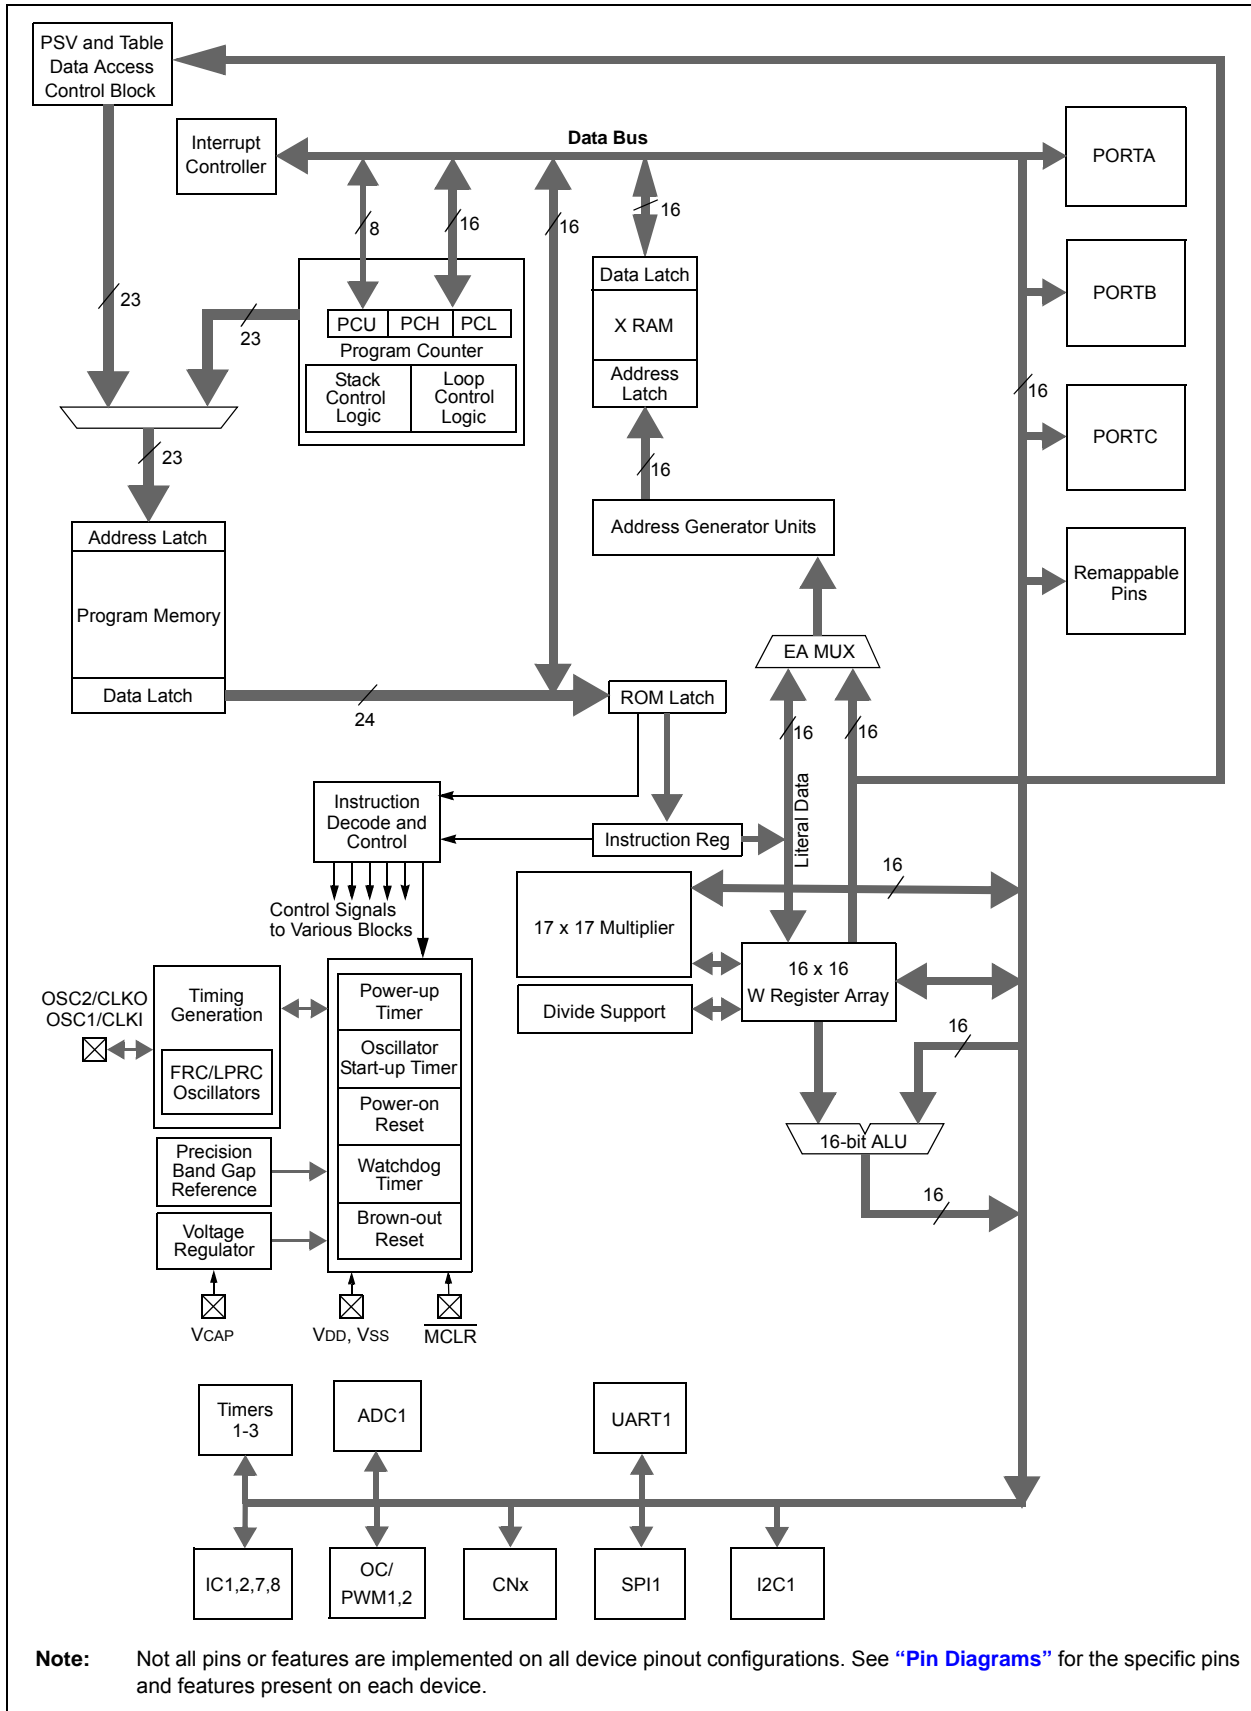 PSV and Table
Data Access
Control Block
Interrupt
Controller
Data Bus
PORTA
8
16
16
16
23
23
Data Latch
X RAM
Address
Latch
PCU
PCH
PCL
Program Counter
Stack
Control
Logic
Loop
Control
Logic
PORTB
16
PORTC
23
16
Address Latch
Program Memory
Data Latch
Address Generator Units
Remappable
Pins
EA MUX
24
ROM Latch
16
16
Literal Data
Instruction
Decode and
Control
Instruction Reg
Control Signals
to Various Blocks
16
17 x 17 Multiplier
16 x 16
W Register Array
Divide Support
OSC2/CLKO
OSC1/CLKI
Timing
Generation
FRC/LPRC
Oscillators
Power-up
Timer
Oscillator
Start-up Timer
Power-on
Reset
Watchdog
Timer
Brown-out
Reset
Precision
Band Gap
Reference
Voltage
Regulator
16
16-bit ALU
16
VCAP
VDD, VSS
MCLR
Timers
1-3
ADC1
UART1
IC1,2,7,8
OC/
PWM1,2
CNx
SPI1
I2C1
Note: Not all pins or features are implemented on all device pinout configurations. See “Pin Diagrams” for the specific pins
and features present on each device.